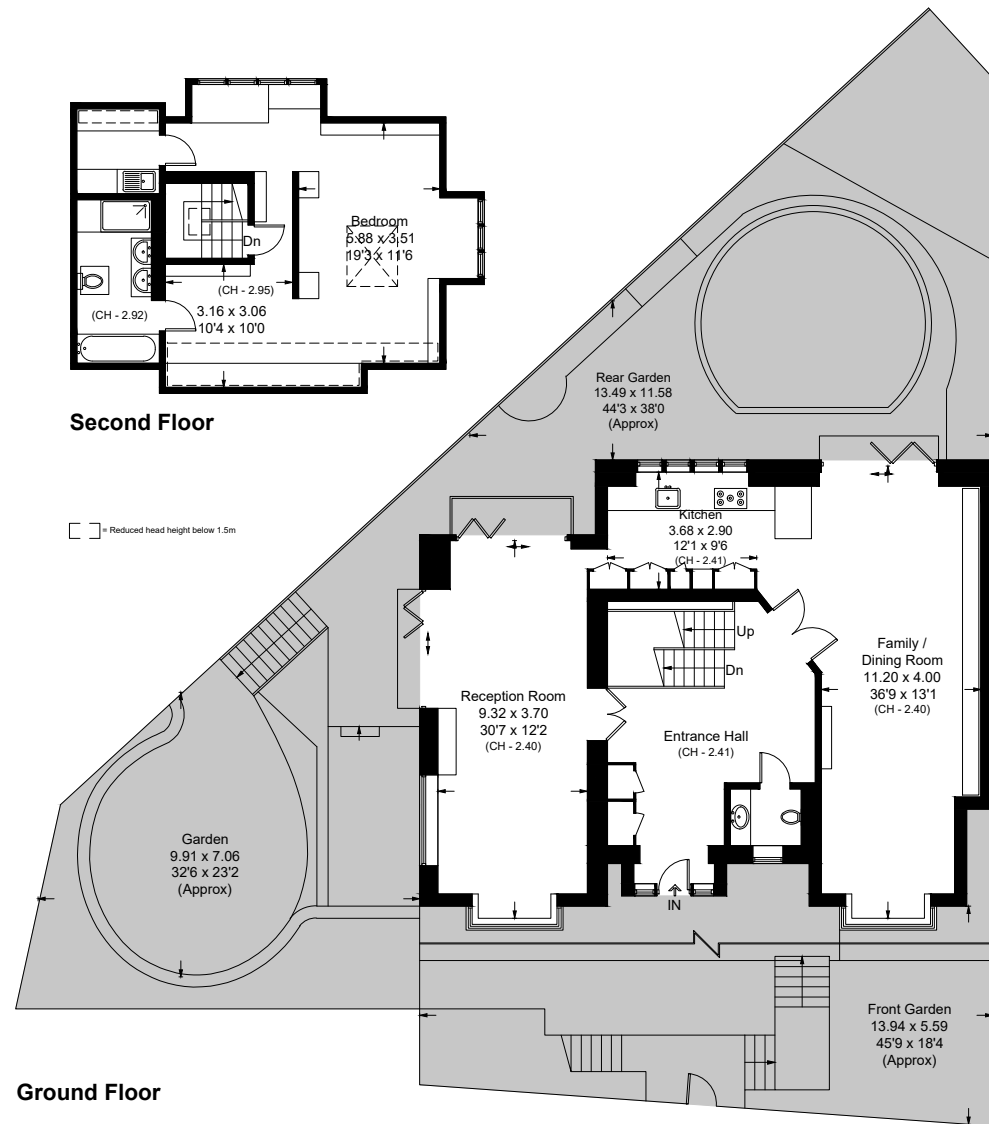 Bedroom
5.88 x 3.51
19'3 x 11'6
Dn
(CH - 2.95)
3.16 x 3.06
10'4 x 10'0
(CH - 2.92)
Second Floor
= Reduced head height below 1.5m
Rear Garden
13.49 x 11.58
44'3 x 38'0
(Approx)
Kitchen
3.68 x 2.90
12'1 x 9'6
(CH - 2.41)
Up
Dn
Family /
Dining Room
11.20 x 4.00
36'9 x 13'1
(CH - 2.40)
Reception Room
9.32 x 3.70
30'7 x 12'2
(CH - 2.40)
Entrance Hall
(CH - 2.41)
Garden
9.91 x 7.06
32'6 x 23'2
(Approx)
IN
Front Garden
13.94 x 5.59
45'9 x 18'4
(Approx)
Ground Floor